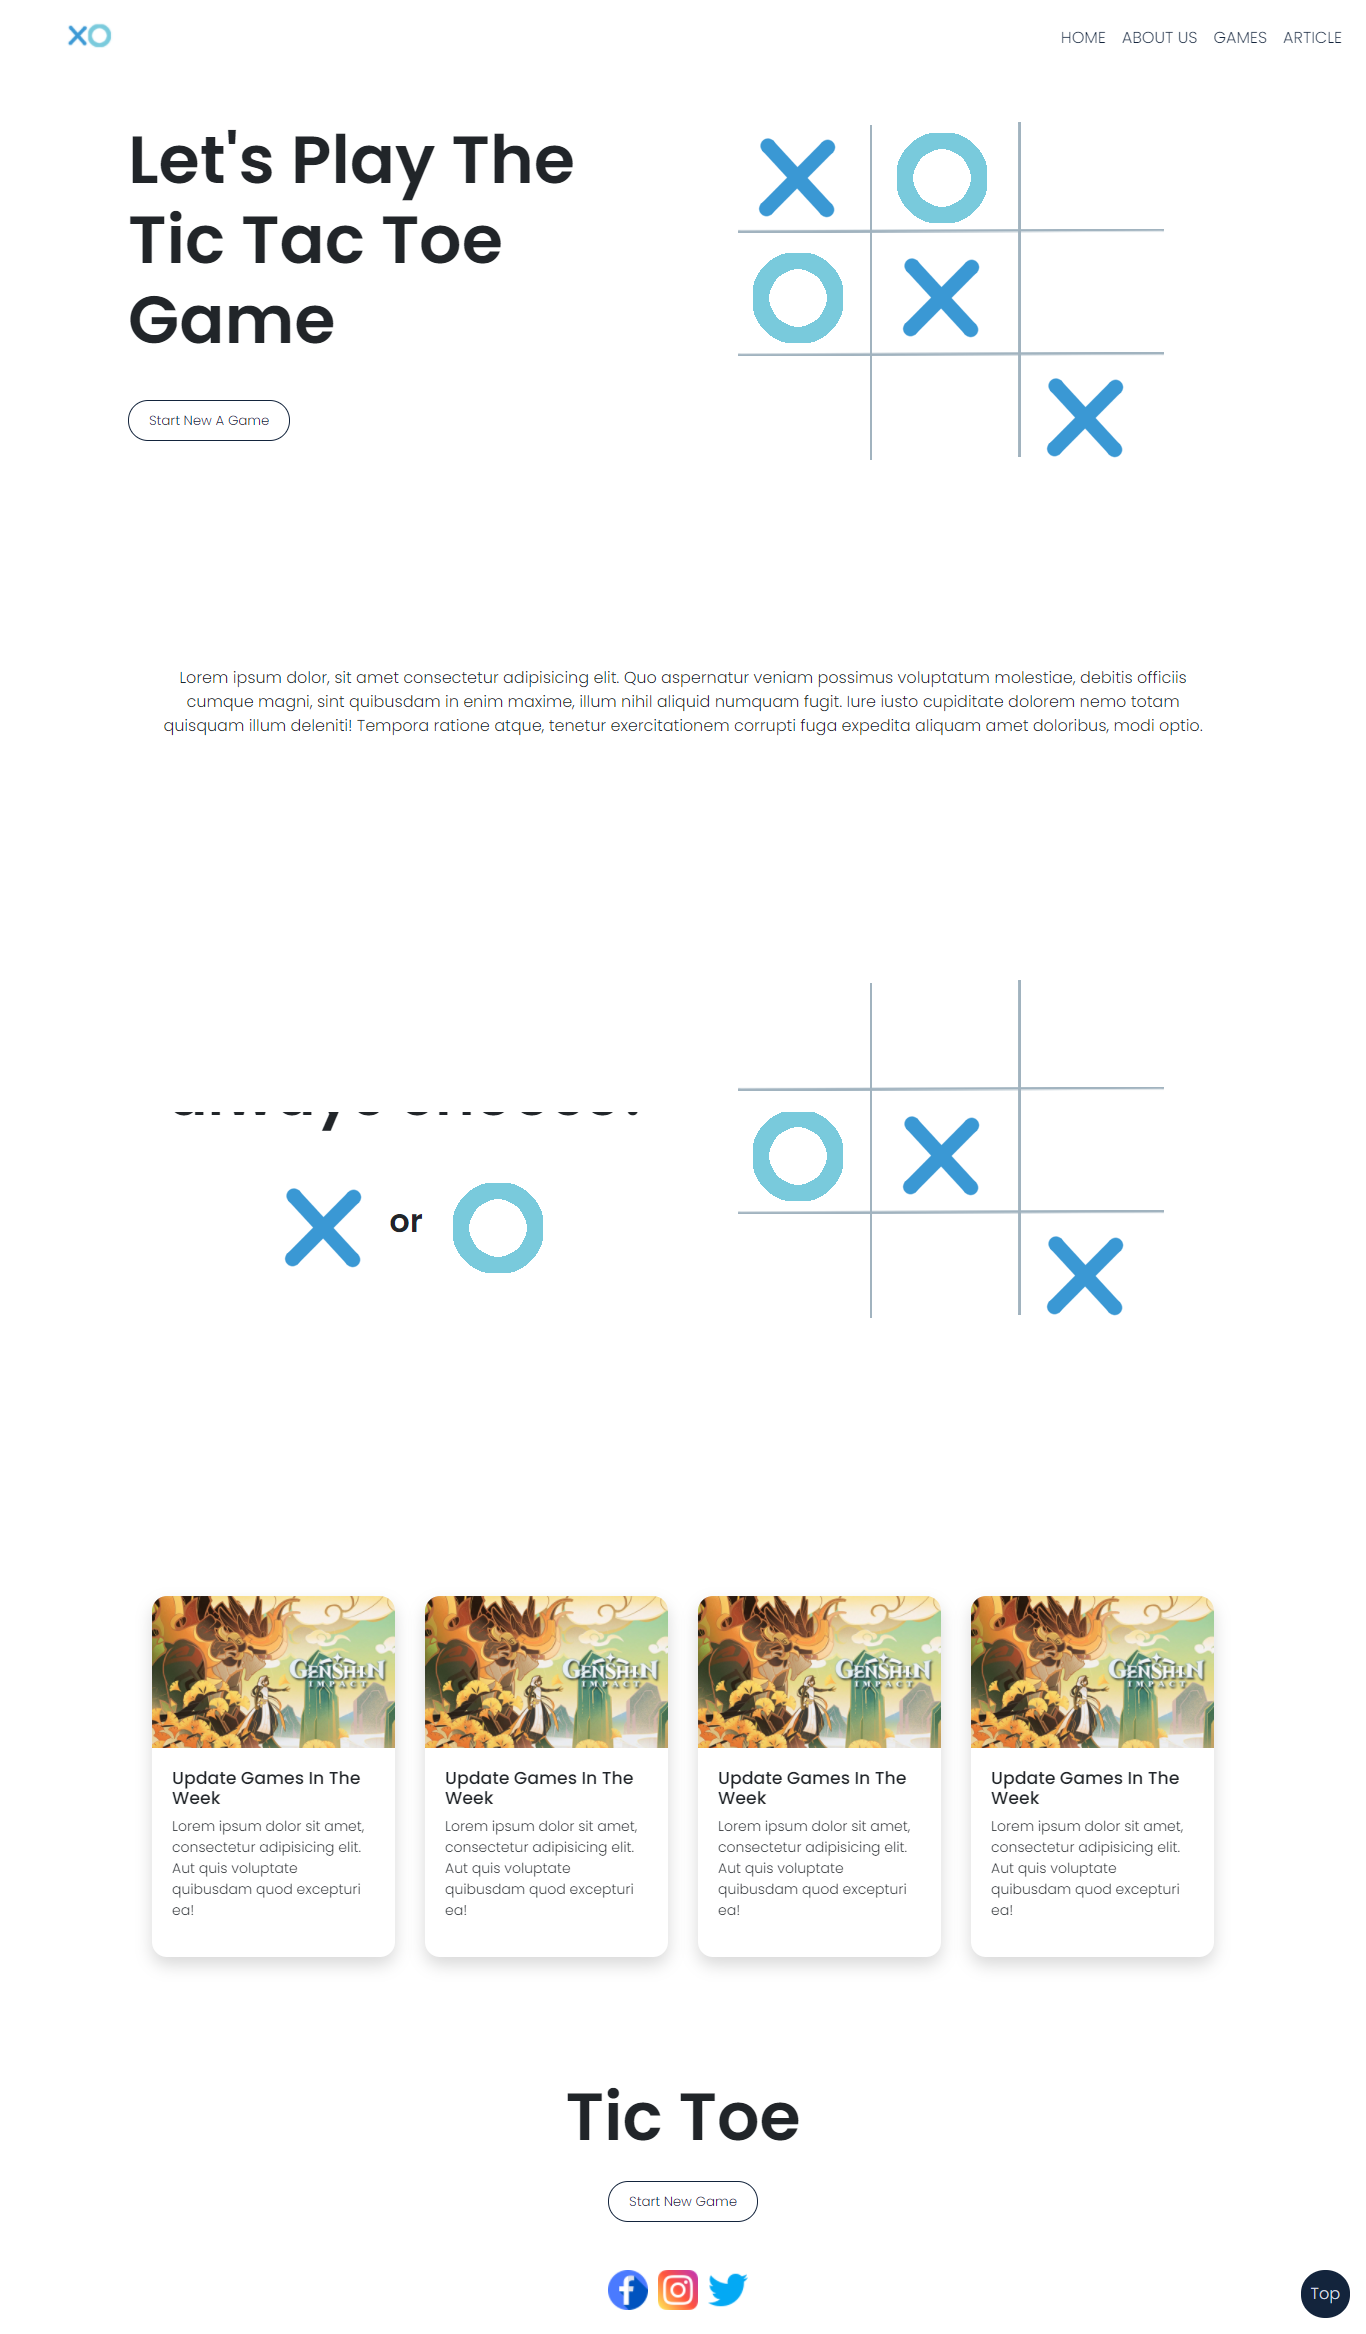 XO
HOME ABOUT US GAMES ARTICLE
Let's Play The
Tic Tac Toe
Game
Start New A Game
Lorem ipsum dolor, sit amet consectetur adipisicing elit. Quo aspernatur veniam possimus voluptatum molestiae, debitis officiis
cumque magni, sint quibusdam in enim maxime, illum nihil aliquid numquam fugit. Iure iusto cupiditate dolorem nemo totam
quisquam illum deleniti! Tempora ratione atque, tenetur exercitationem corrupti fuga expedita aliquam amet doloribus, modi optio.
X or O
GENSHIN
IMPACT
Update Games In The
Week
Lorem ipsum dolor sit amet,
consectetur adipisicing elit.
Aut quis voluptate
quibusdam quod excepturi
ea!
GENSHIN
IMPACT
Update Games In The
Week
Lorem ipsum dolor sit amet,
consectetur adipisicing elit.
Aut quis voluptate
quibusdam quod excepturi
ea!
GENSHIN
IMPACT
Update Games In The
Week
Lorem ipsum dolor sit amet,
consectetur adipisicing elit.
Aut quis voluptate
quibusdam quod excepturi
ea!
GENSHIN
IMPACT
Update Games In The
Week
Lorem ipsum dolor sit amet,
consectetur adipisicing elit.
Aut quis voluptate
quibusdam quod excepturi
ea!
Tic Toe
Start New Game
Top